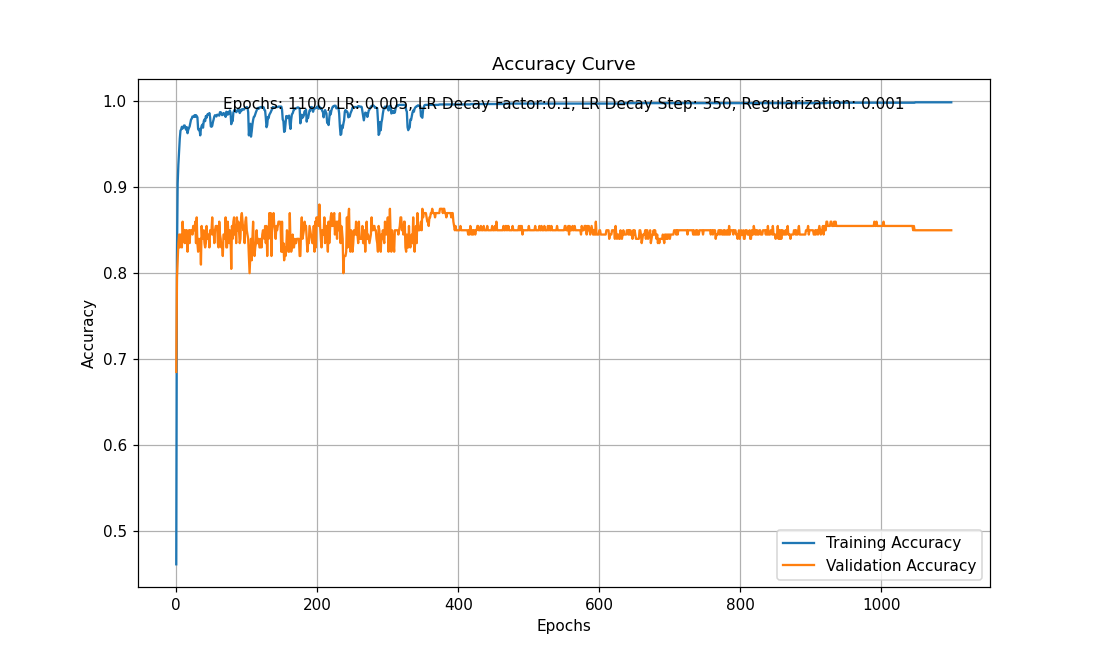 Accuracy Curve
Epochs: 1100, LR: 0.005, LR Decay Factor:0.1, LR Decay Step: 350, Regularization: 0.001
1.0
0.9
0.8
0.7
0.6
0.5
Accuracy
Training Accuracy
Validation Accuracy
0 200 400 600 800 1000
Epochs